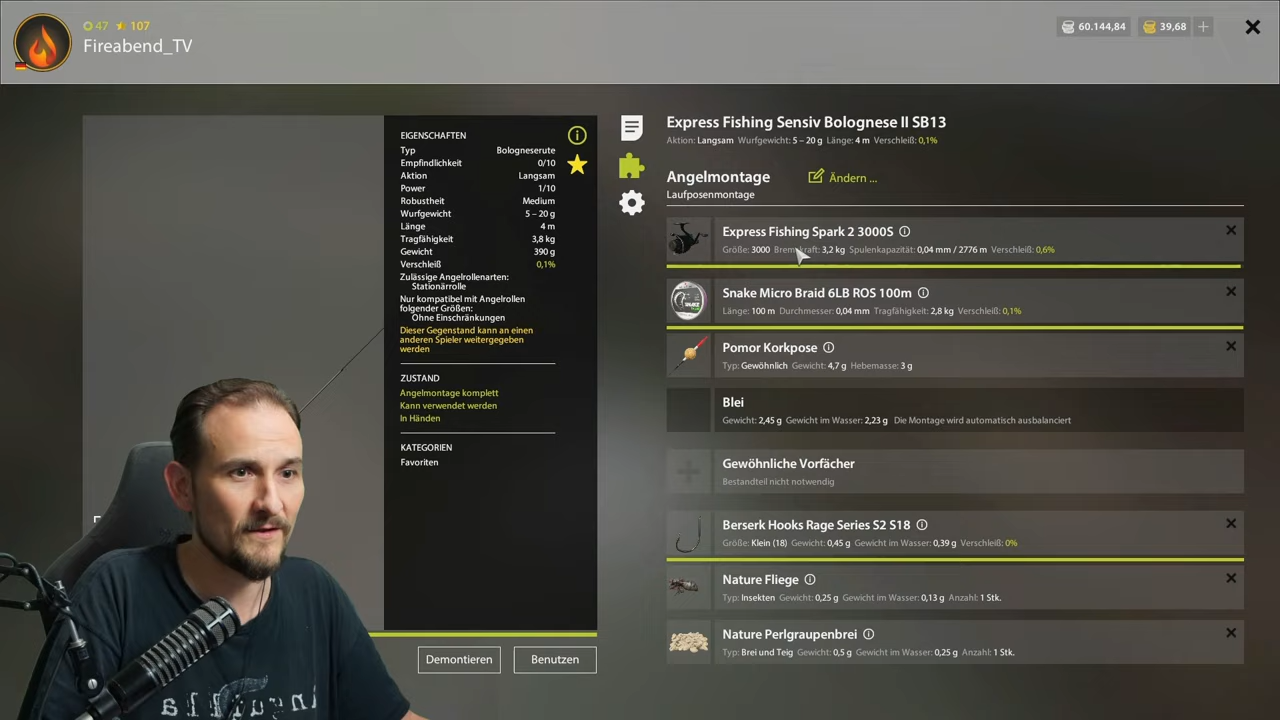 47 107
Fireabend_TV
60.144,84
39,68
EIGENSCHAFTEN
Typ Bologneserute
Empfindlichkeit 0/10
Aktion Langsam
Power 1/10
Robustheit Medium
Wurfgewicht 5 – 20 g
Länge 4 m
Tragfähigkeit 3,8 kg
Gewicht 390 g
Verschleiß 0,1%
Zulässige Angelrollenarten:
Stationärrolle
Nur kompatibel mit Angelrollen
folgender Größen:
Ohne Einschränkungen
Dieser Gegenstand kann an einen
anderen Spieler weitergegeben
werden
ZUSTAND
Angelmontage komplett
Kann verwendet werden
In Händen
KATEGORIEN
Favoriten
Demontieren
Benutzen
Express Fishing Sensiv Bolognese II SB13
Aktion: Langsam Wurfgewicht: 5 – 20 g Länge: 4 m Verschleiß: 0,1%
Angelmontage
Ändern ...
Laufposenmontage
Express Fishing Spark 2 3000S
Größe: 3000 Bremskraft: 3,2 kg Spulenkapazität: 0,04 mm / 2776 m Verschleiß: 0,6%
Snake Micro Braid 6LB ROS 100m
Länge: 100 m Durchmesser: 0,04 mm Tragfähigkeit: 2,8 kg Verschleiß: 0,1%
Pomor Korkpose
Typ: Gewöhnlich Gewicht: 4,7 g Hebemasse: 3 g
Blei
Gewicht: 2,45 g Gewicht im Wasser: 2,23 g Die Montage wird automatisch ausbalanciert
Gewöhnliche Vorfächer
Bestandteil nicht notwendig
Berserk Hooks Rage Series S2 S18
Größe: Klein (18) Gewicht: 0,45 g Gewicht im Wasser: 0,39 g Verschleiß: 0%
Nature Fliege
Typ: Insekten Gewicht: 0,25 g Gewicht im Wasser: 0,13 g Anzahl: 1 Stk.
Nature Perlgraupenbrei
Typ: Brei und Teig Gewicht: 0,5 g Gewicht im Wasser: 0,25 g Anzahl: 1 Stk.